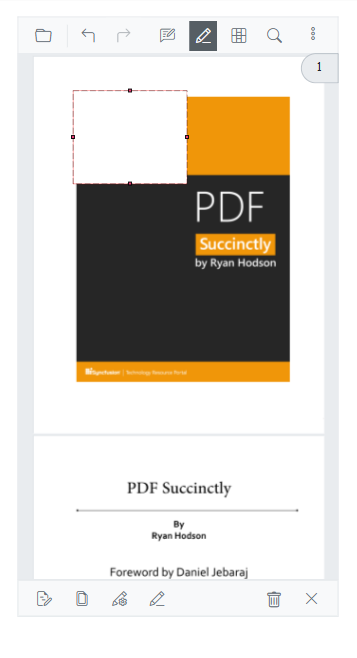 1
PDF
Succinctly
by Ryan Hodson
Syncfusion | Technology Resource Portal
PDF Succinctly
By
Ryan Hodson
Foreword by Daniel Jebaraj